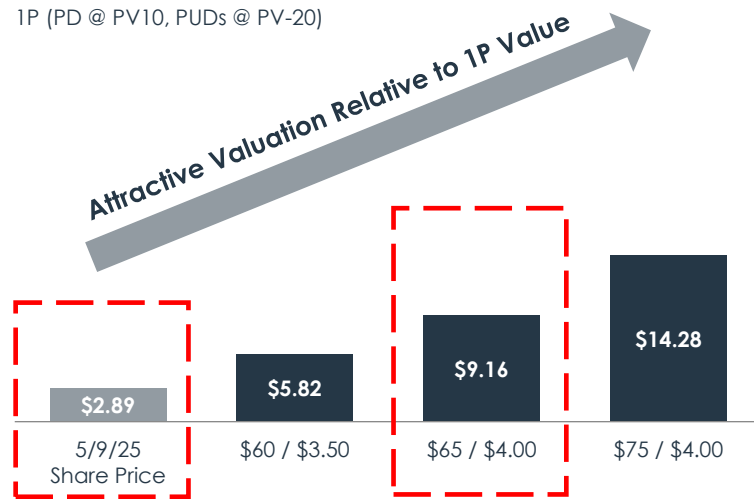 1P (PD @ PV10, PUDs @ PV-20)
Attractive Valuation Relative to 1P Value
$2.89
$5.82
$9.16
$14.28
5/9/25
Share Price
$60 / $3.50
$65 / $4.00
$75 / $4.00